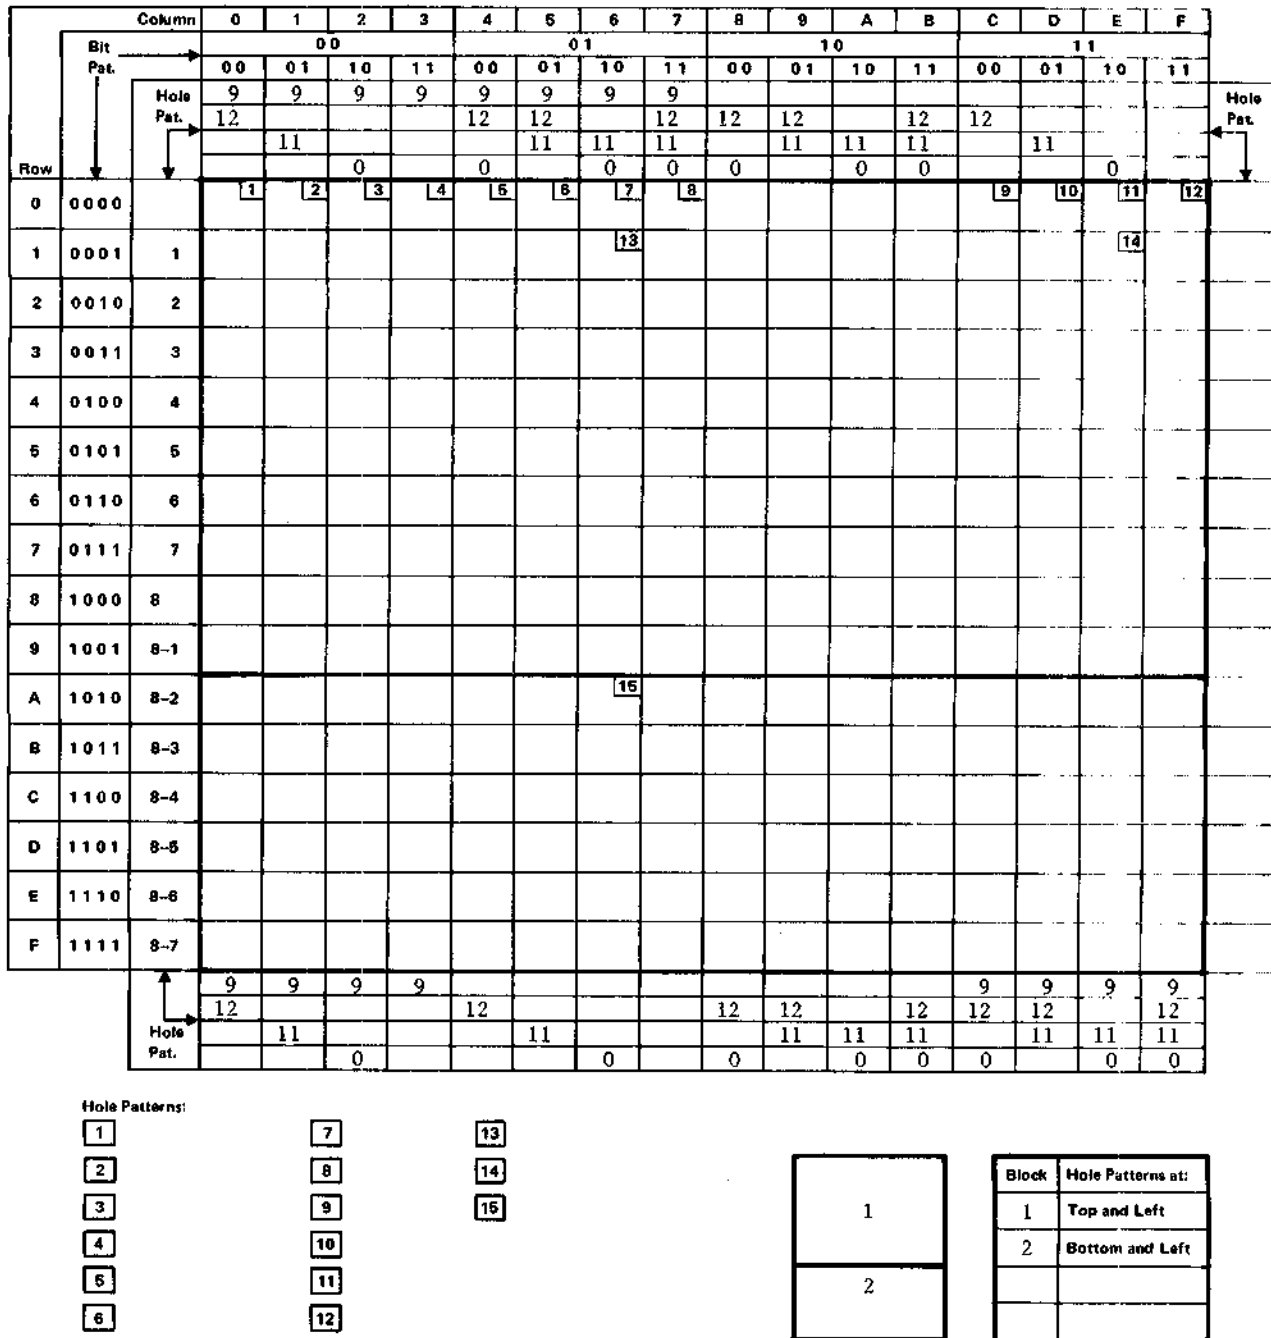 Column 0 1 2 3 4 5 6 7 8 9 A B C D E F
Bit Pat. 00 01 10 11
00 01 10 11 00 01 10 11 00 01 10 11 00 01 10 11
Hole Pat. 9 9 9 9 9 9 9 9 Hole Pat.
12 12 12 12 12 12 12 12
11 11 11 11 11 11 11 11
Row 0 0 0 0 0 0 0 0
0 0000 1 2 3 4 5 6 7 8 9 10 11 12
1 0001 1 13 14
2 0010 2
3 0011 3
4 0100 4
5 0101 5
6 0110 6
7 0111 7
8 1000 8
9 1001 8-1
A 1010 8-2 15
B 1011 8-3
C 1100 8-4
D 1101 8-5
E 1110 8-6
F 1111 8-7
9 9 9 9 9 9 9 9
12 12 12 12 12 12 12 12
Hole Pat. 11 11 11 11 11 11 11 11
0 0 0 0 0 0 0 0
Hole Patterns:
1 7 13
2 8 14
3 9 15
4 10
5 11
6 12
1
2
Block Hole Patterns at:
1 Top and Left
2 Bottom and Left